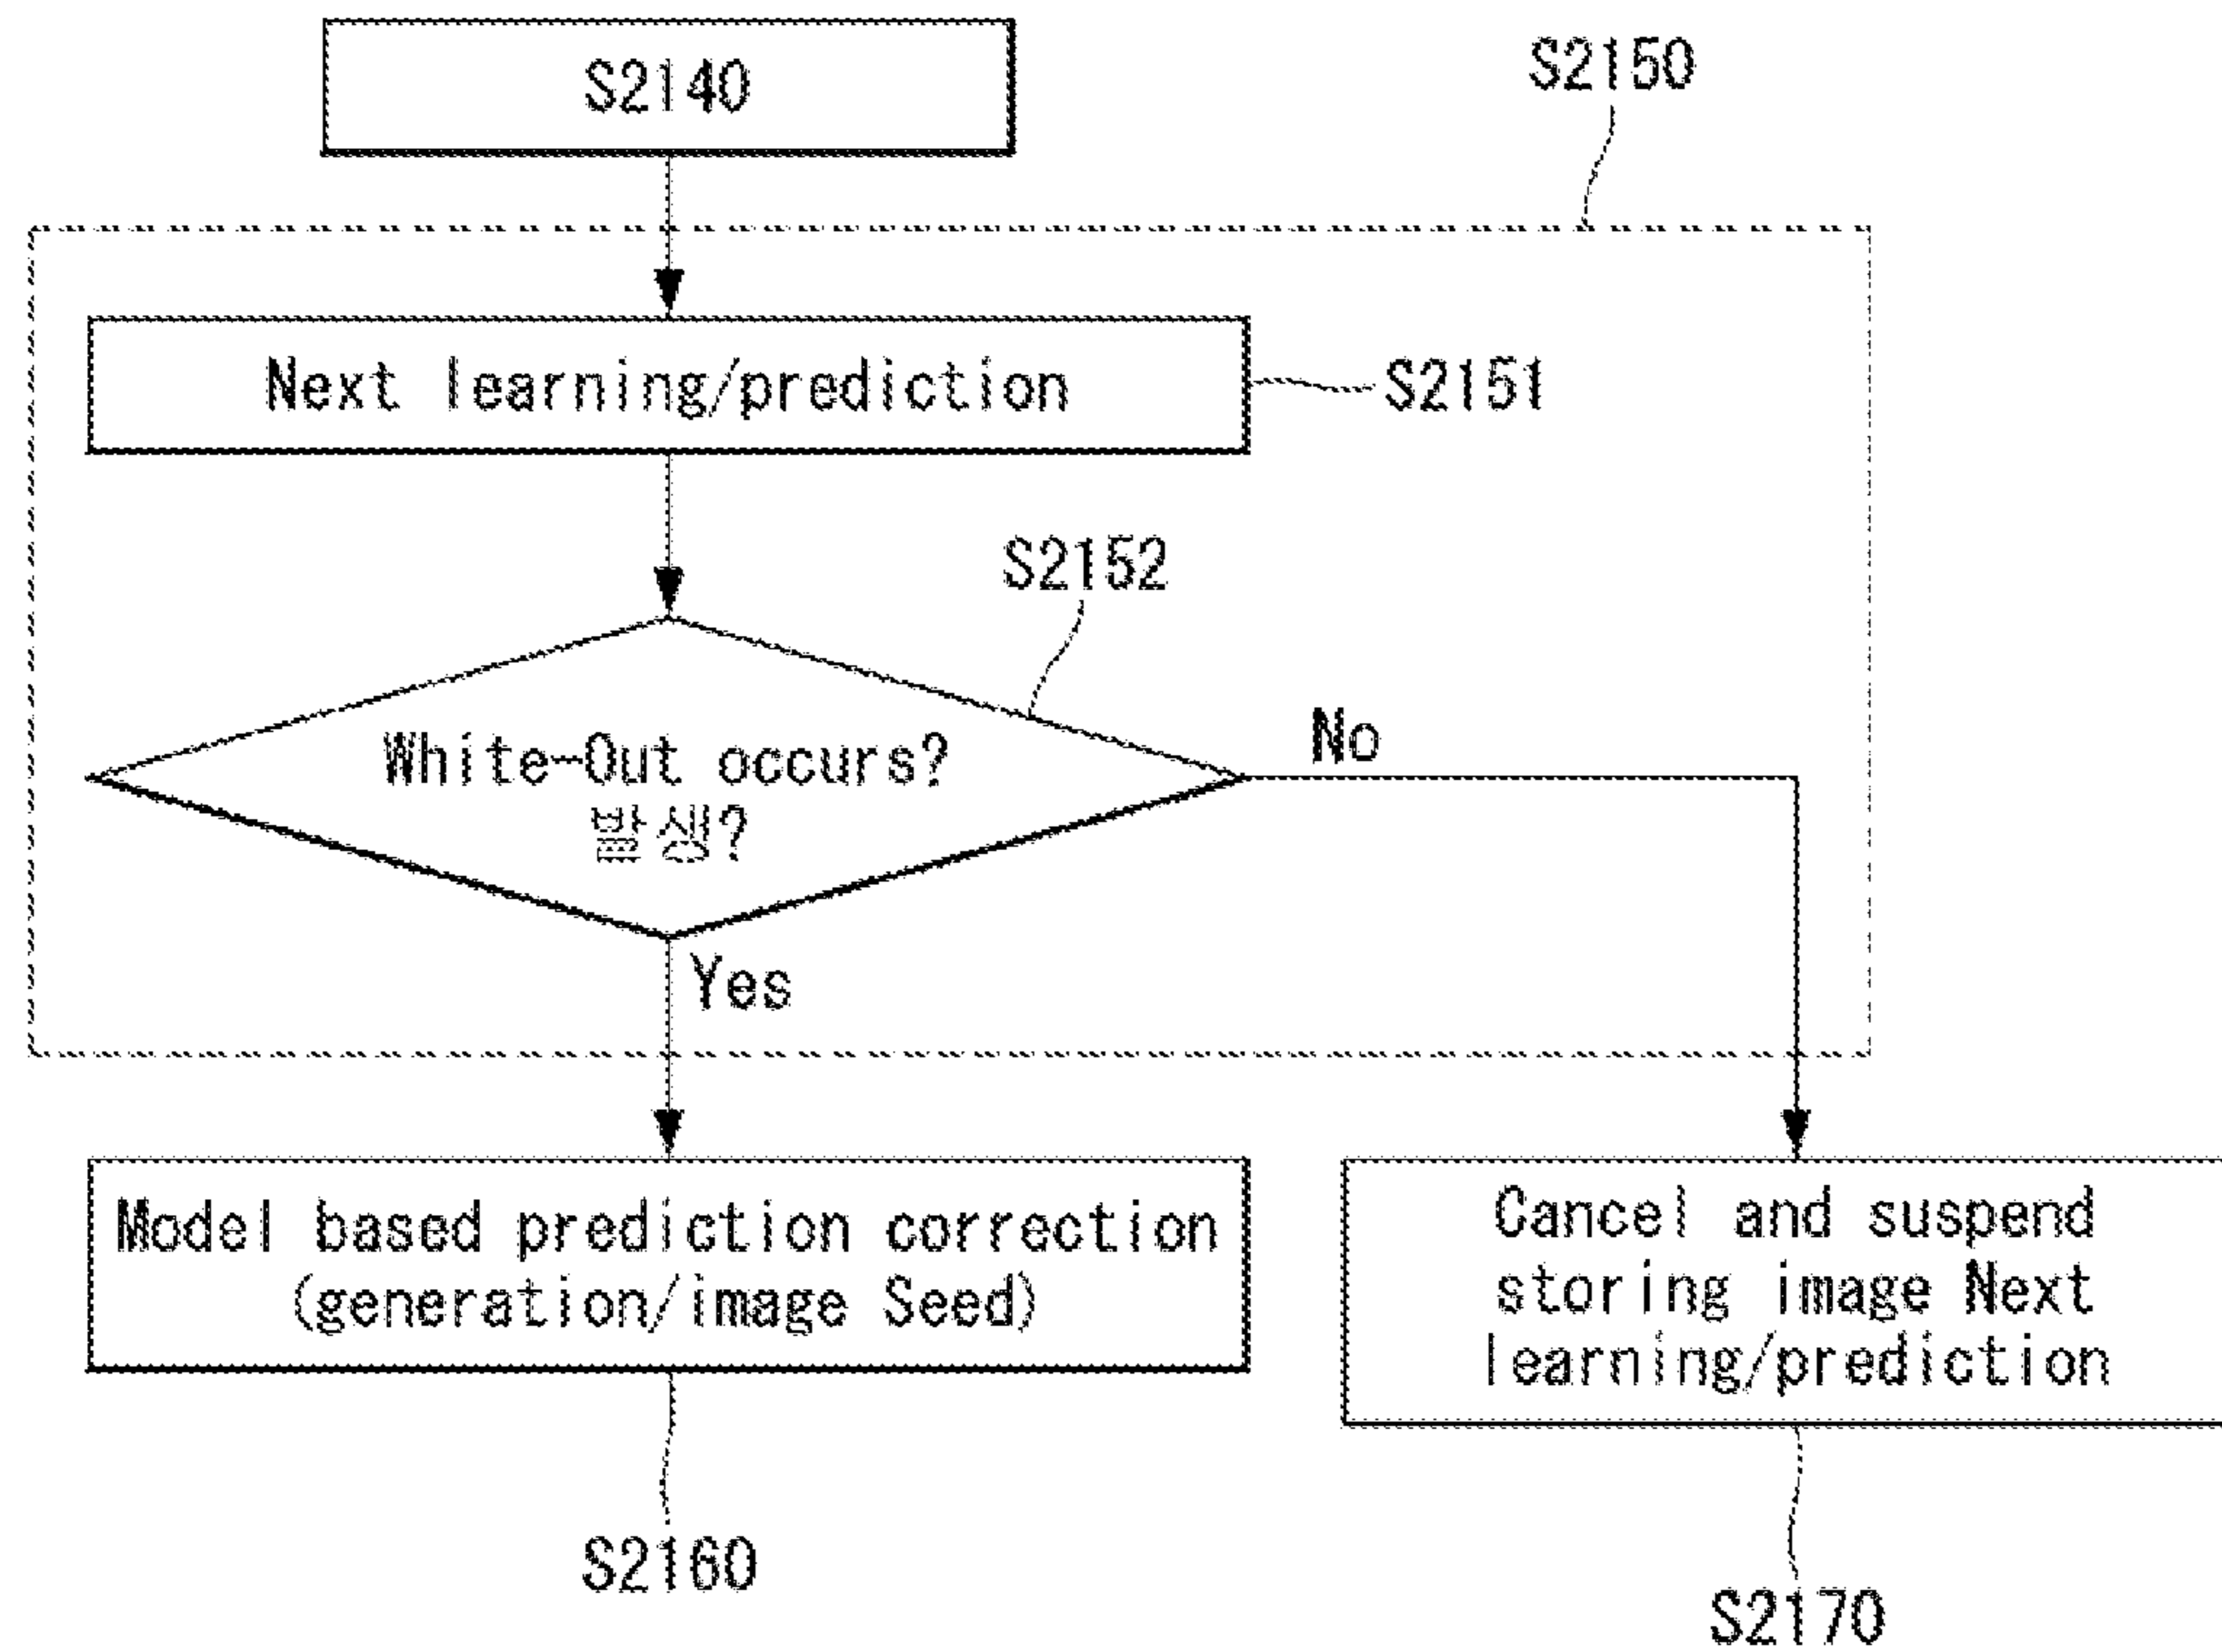 S2140
S2150
Next learning/prediction
S2151
S2152
White-Out occurs?
발생?
No
Yes
Model based prediction correction
(generation/image Seed)
Cancel and suspend
storing image Next
learning/prediction
S2160
S2170